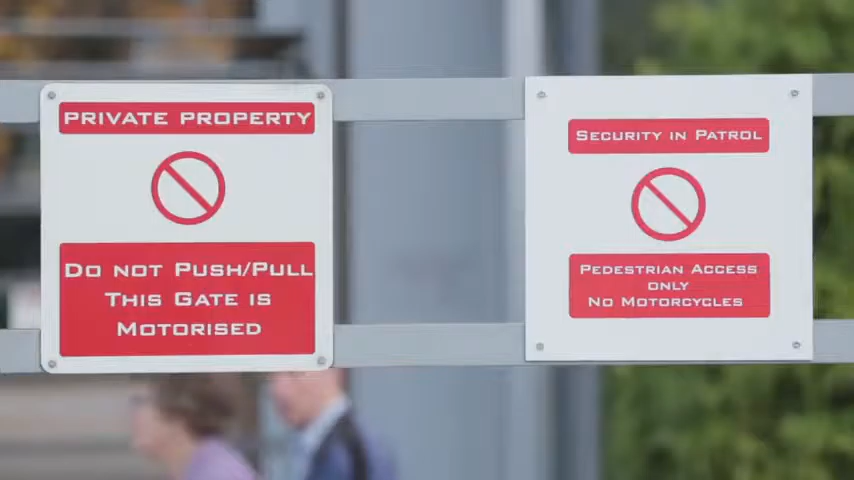 PRIVATE PROPERTY
DO NOT PUSH/PULL
THIS GATE IS
MOTORISED
SECURITY IN PATROL
PEDESTRIAN ACCESS
ONLY
NO MOTORCYCLES